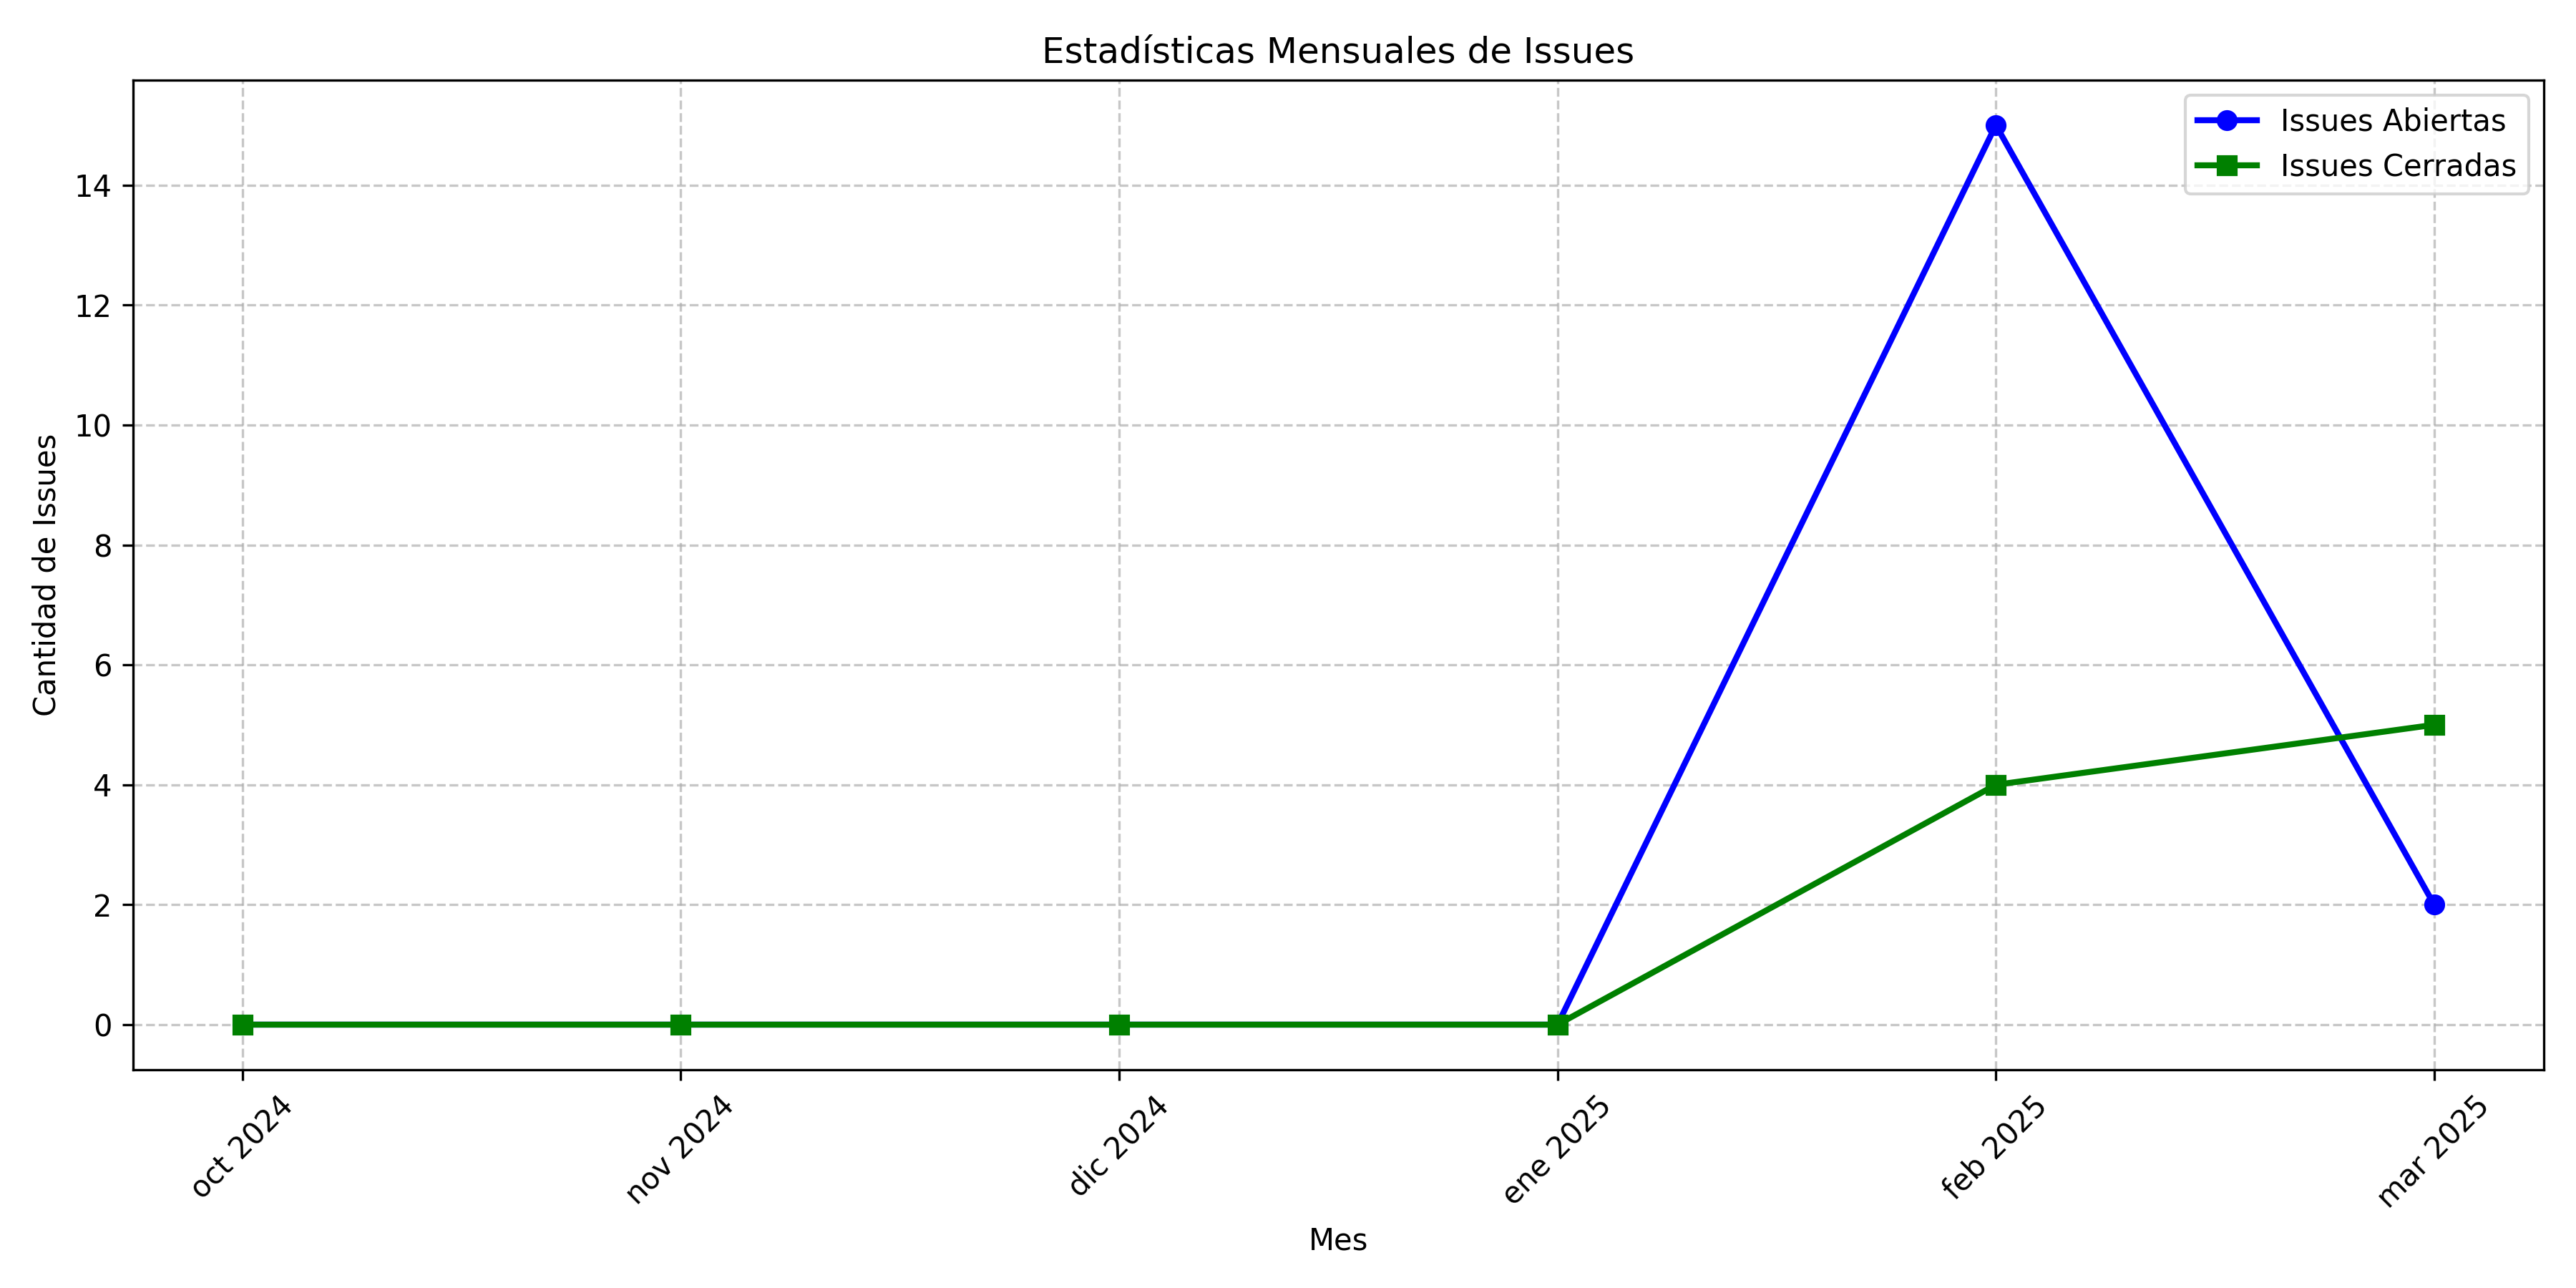 Estadísticas Mensuales de Issues
Issues Abiertas
Issues Cerradas
Cantidad de Issues
14
12
10
8
6
4
2
0
oct 2024
nov 2024
dic 2024
ene 2025
feb 2025
mar 2025
Mes